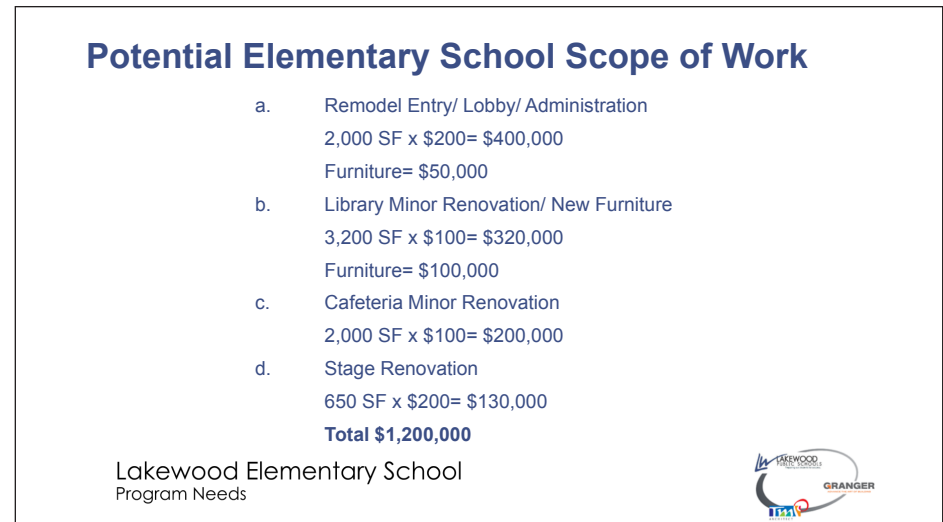 Potential Elementary School Scope of Work
a. Remodel Entry/ Lobby/ Administration
2,000 SF x $200= $400,000
Furniture= $50,000
b. Library Minor Renovation/ New Furniture
3,200 SF x $100= $320,000
Furniture= $100,000
c. Cafeteria Minor Renovation
2,000 SF x $100= $200,000
d. Stage Renovation
650 SF x $200= $130,000
Total $1,200,000
Lakewood Elementary School
Program Needs
LAKEWOOD
PUBLIC SCHOOLS
GRANGER
ARCHITECT